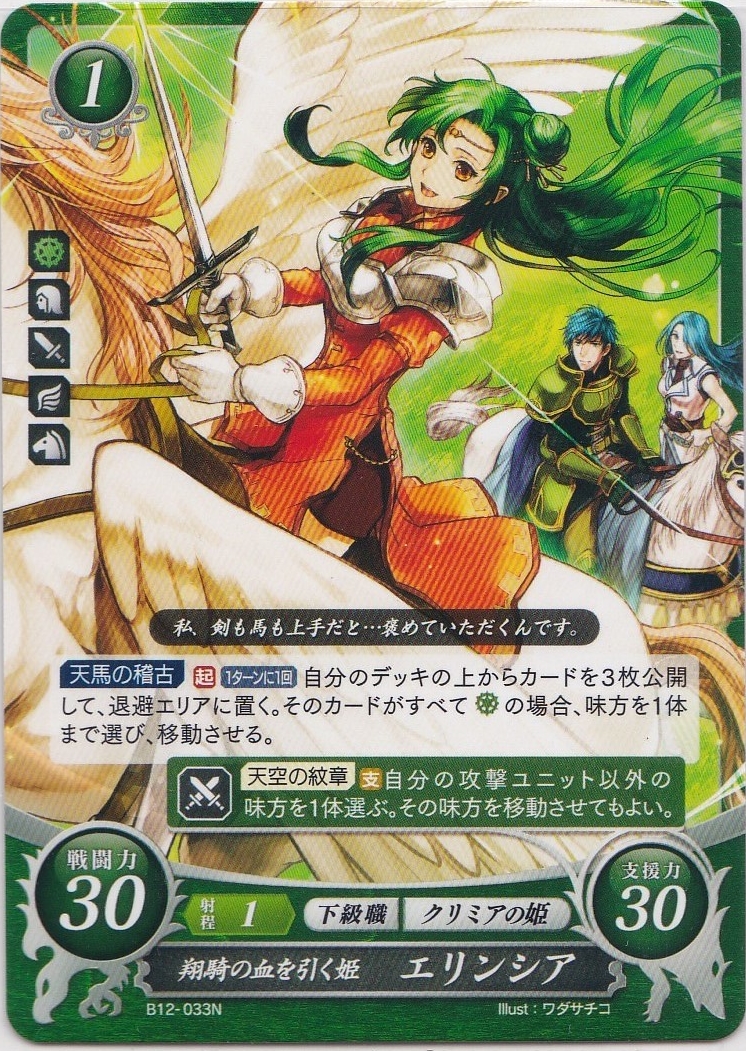 1
私、剣も馬も上手だと…褒めていただくんです。
天馬の稽古 起 1ターンに1回 自分のデッキの上からカードを3枚公開
して、退避エリアに置く。そのカードがすべて の場合、味方を1体
まで選び、移動させる。
天空の紋章 支 自分の攻撃ユニット以外の
味方を1体選ぶ。その味方を移動させてもよい。
戦闘力
30
射程 1 下級職 クリミアの姫
支援力
30
翔騎の血を引く姫 エリンシア
B12-033N Illust:ワダサチコ